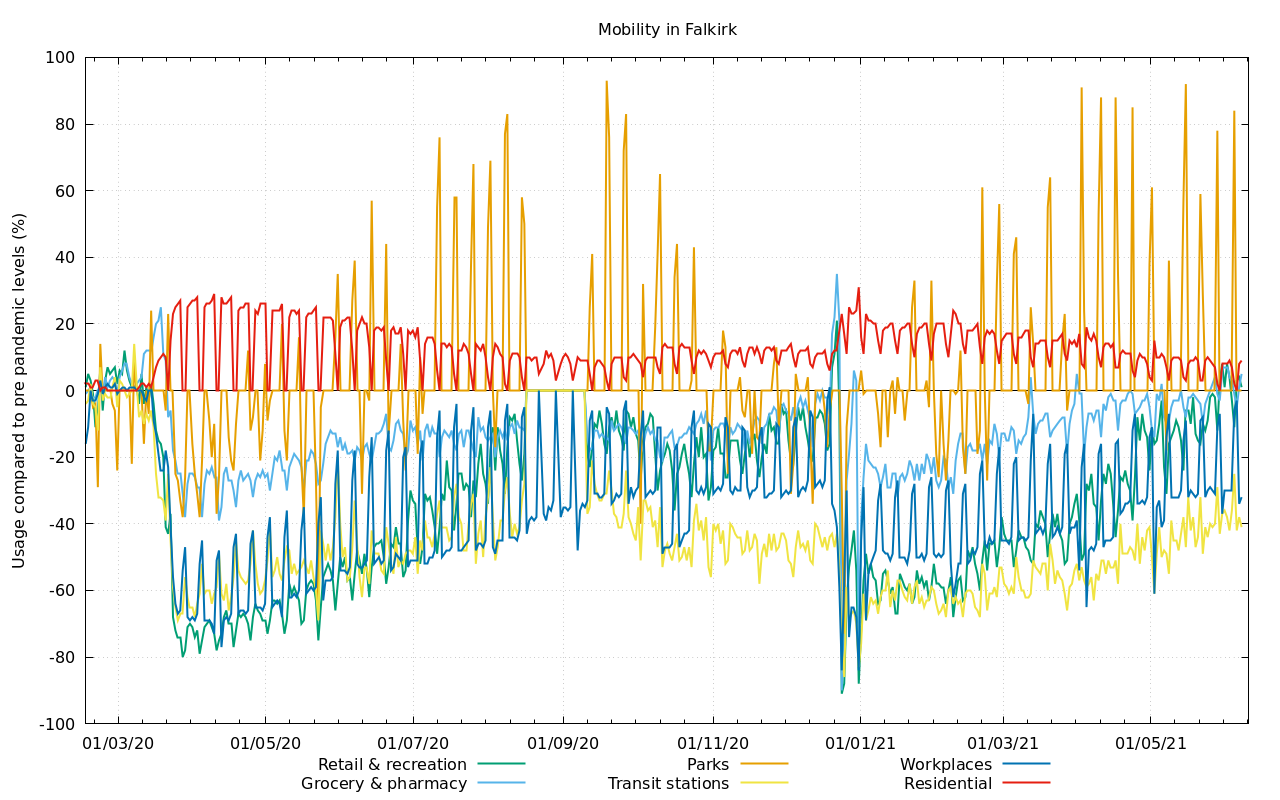 Mobility in Falkirk
Usage compared to pre pandemic levels (%)
100
80
60
40
20
0
-20
-40
-60
-80
-100
01/03/20 01/05/20 01/07/20 01/09/20 01/11/20 01/01/21 01/03/21 01/05/21
Retail & recreation Parks Workplaces
Grocery & pharmacy Transit stations Residential